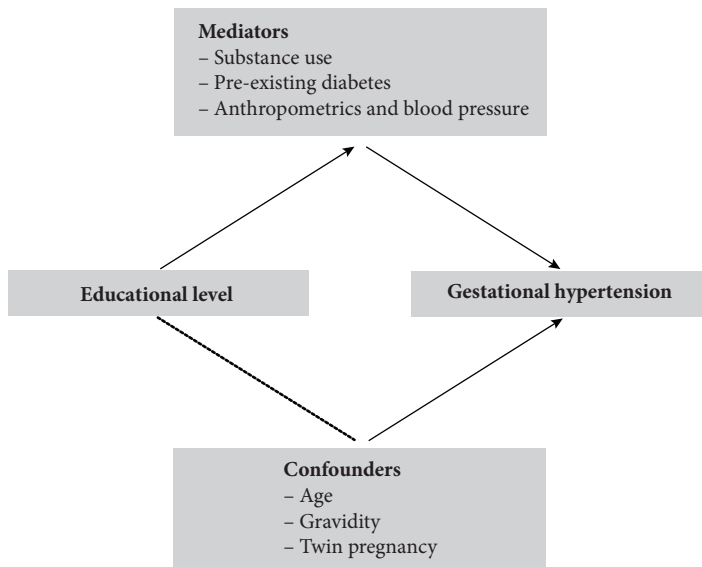 Mediators
– Substance use
– Pre-existing diabetes
– Anthropometrics and blood pressure
Educational level
Gestational hypertension
Confounders
– Age
– Gravidity
– Twin pregnancy